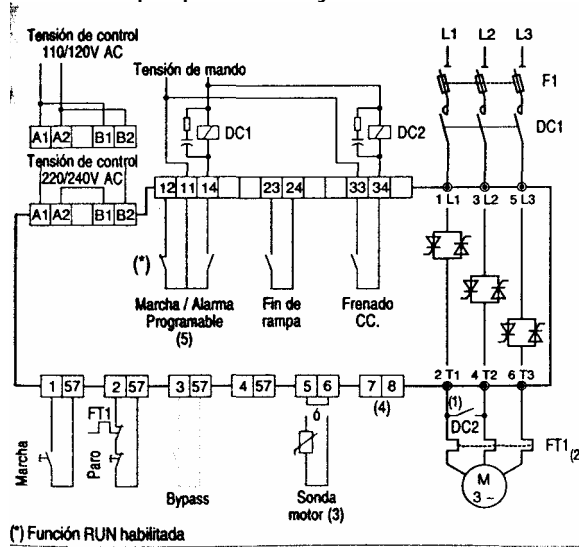 L1 L2 L3
Tensión de control
110/120V AC
Tensión de mando
F1
A1 A2 B1 B2
DC1
DC2
DC1
Tensión de control
220/240V AC
A1 A2 B1 B2
12 11 14 23 24 33 34
1 L1 3 L2 5 L3
(*)
Marcha / Alarma
Programable
(5)
Fin de
rampa
Frenado
CC.
2 T1 4 T2 6 T3
1 57 2 57 3 57 4 57 5 6 7 8
(4)
(1)
DC2
FT1
ó
FT1 (2
Marcha
Paro
Bypass
Sonda
motor (3)
M
3 ~
(*) Función RUN habilitada